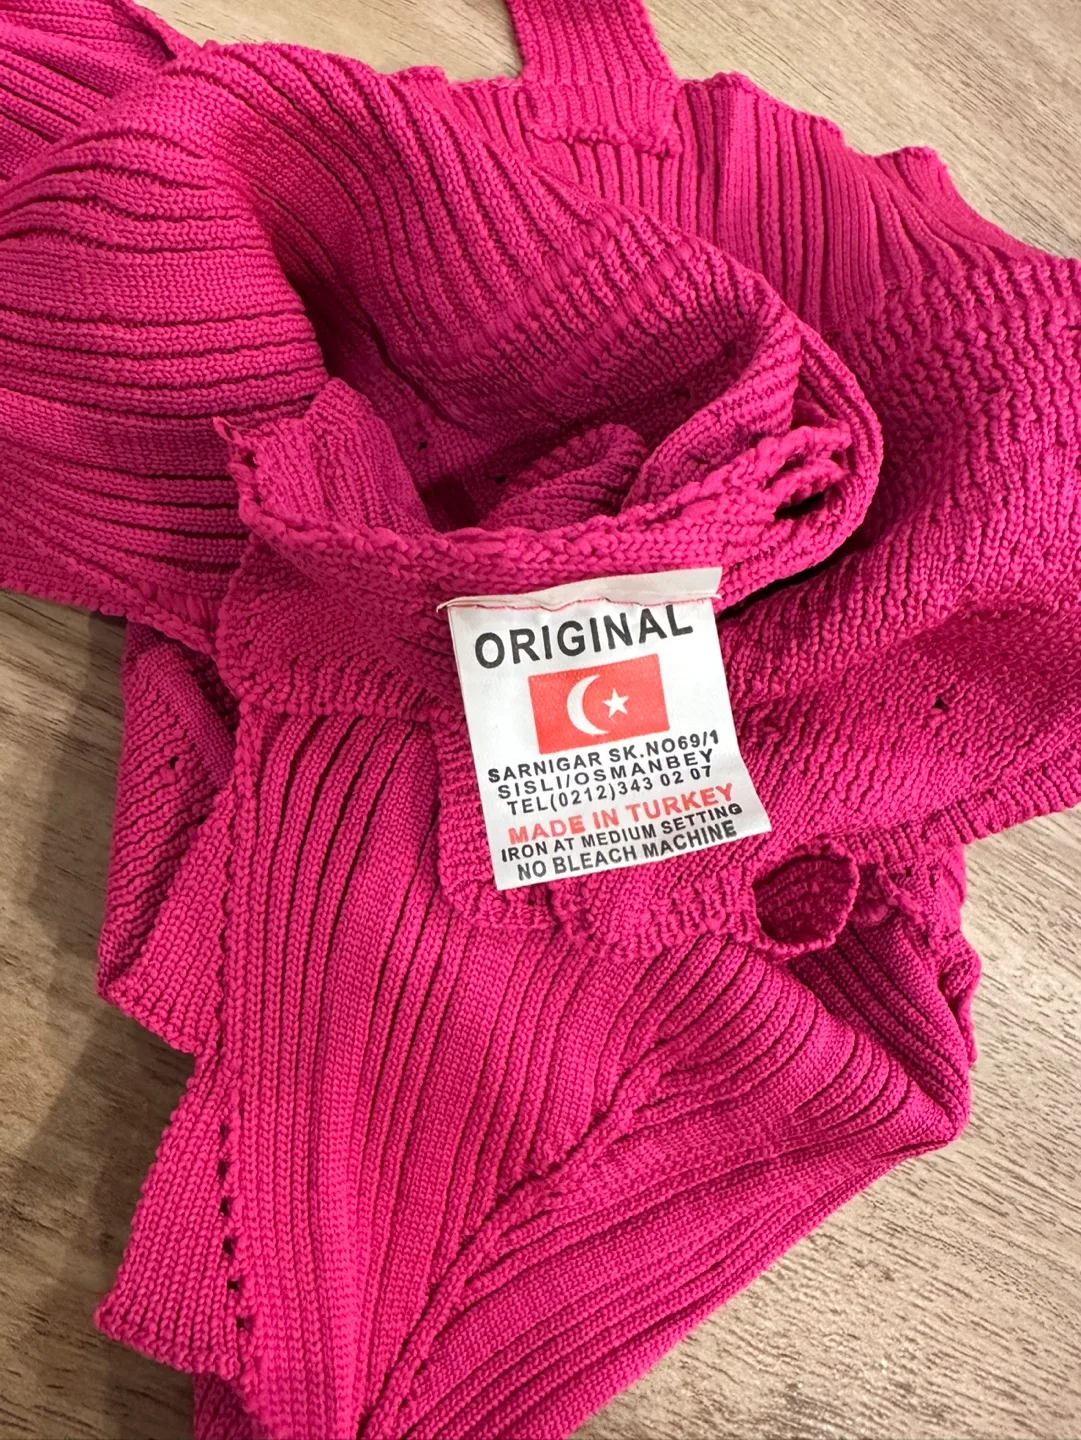 ORIGINAL
SARNIGAR SK.NO69/1
SISLI/OSMANBEY
TEL(0212)343 02 07
MADE IN TURKEY
IRON AT MEDIUM SETTING
NO BLEACH MACHINE